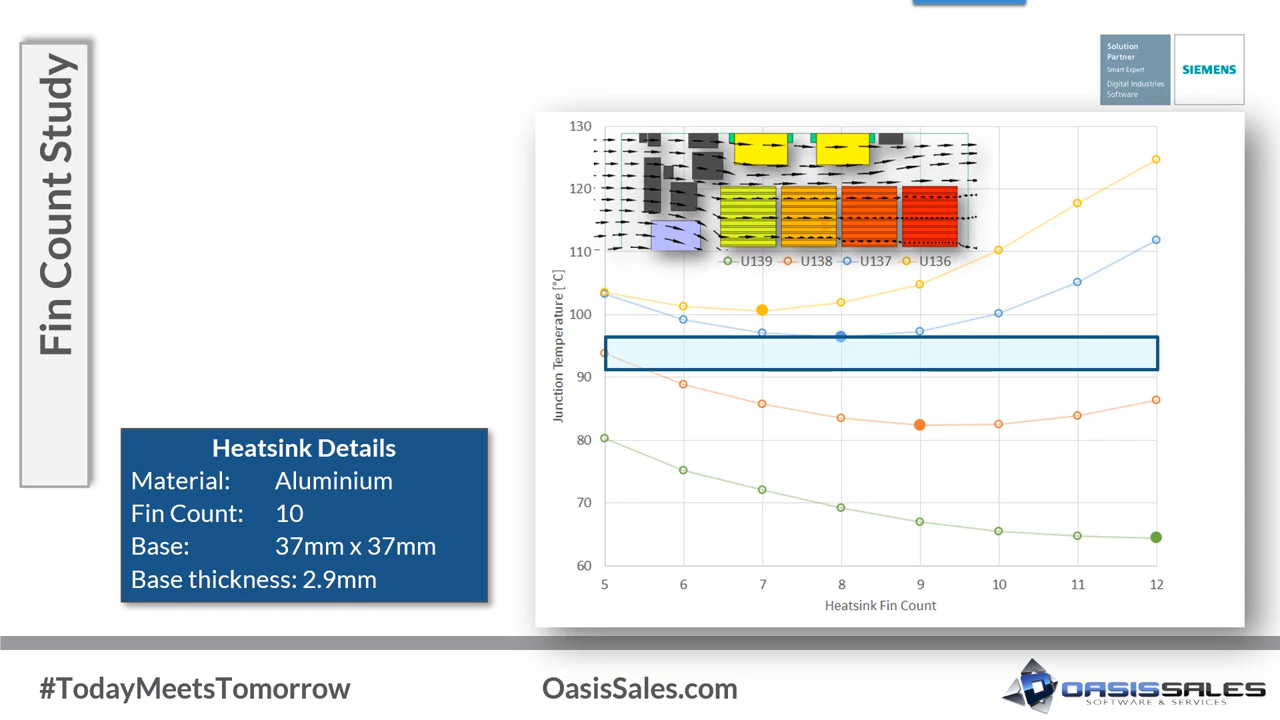 Fin Count Study
Solution
Partner
Smart Expert
Digital Industries
Software
SIEMENS
130
120
110
100
90
80
70
60
Junction Temperature [°C]
U139 U138 U137 U136
5 6 7 8 9 10 11 12
Heatsink Fin Count
Heatsink Details
Material: Aluminium
Fin Count: 10
Base: 37mm x 37mm
Base thickness: 2.9mm
#TodayMeetsTomorrow
OasisSales.com
OASISSALES
SOFTWARE & SERVICES